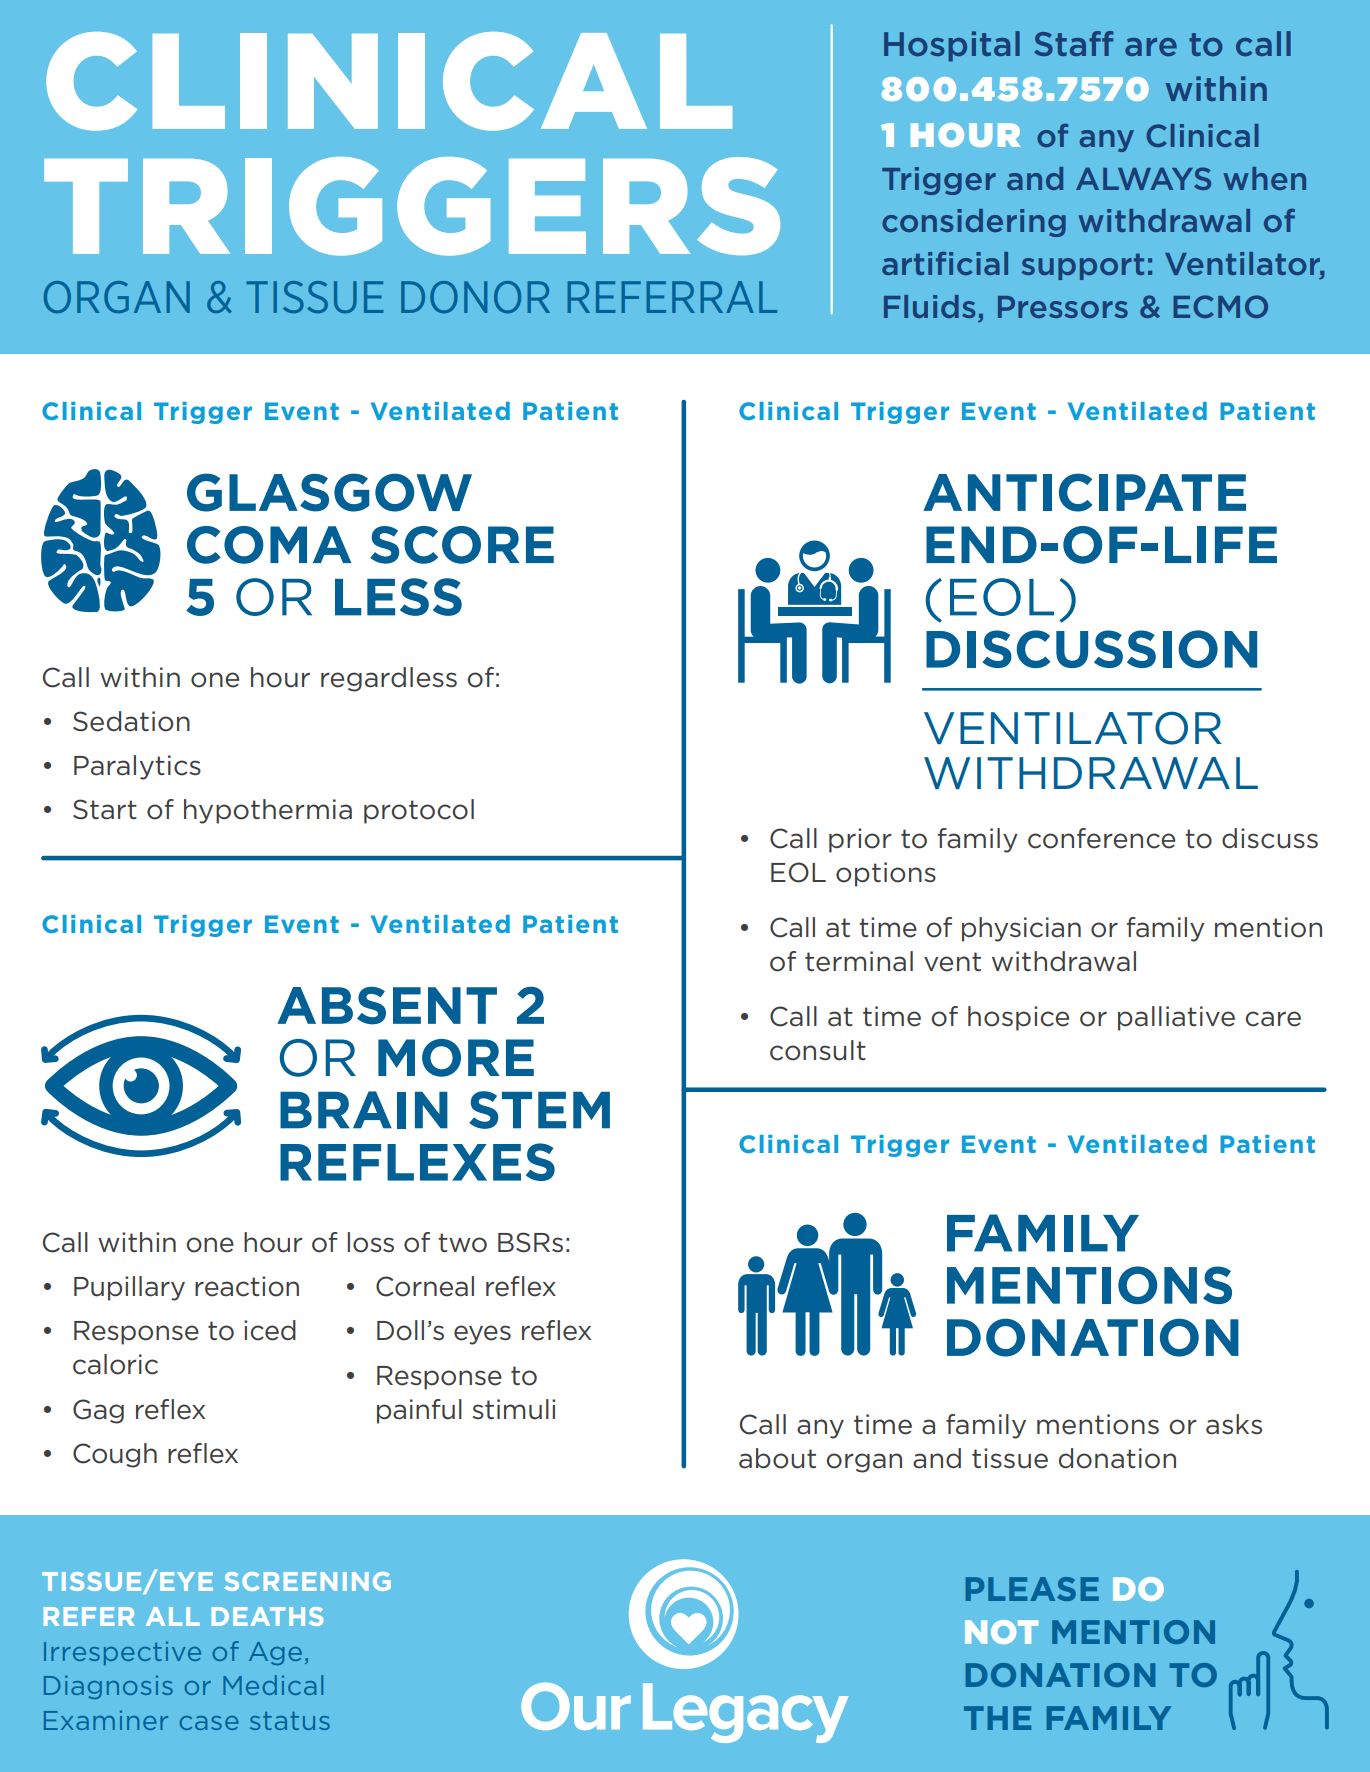 CLINICAL
TRIGGERS
ORGAN & TISSUE DONOR REFERRAL
Hospital Staff are to call
800.458.7570 within
1 HOUR of any Clinical
Trigger and ALWAYS when
considering withdrawal of
artificial support: Ventilator,
Fluids, Pressors & ECMO
Clinical Trigger Event - Ventilated Patient
GLASGOW
COMA SCORE
5 OR LESS
Call within one hour regardless of:
• Sedation
• Paralytics
• Start of hypothermia protocol
Clinical Trigger Event - Ventilated Patient
ABSENT 2
OR MORE
BRAIN STEM
REFLEXES
Call within one hour of loss of two BSRs:
• Pupillary reaction
• Response to iced
caloric
• Gag reflex
• Cough reflex
• Corneal reflex
• Doll's eyes reflex
• Response to
painful stimuli
Clinical Trigger Event - Ventilated Patient
ANTICIPATE
END-OF-LIFE
(EOL)
DISCUSSION
VENTILATOR
WITHDRAWAL
• Call prior to family conference to discuss
EOL options
• Call at time of physician or family mention
of terminal vent withdrawal
• Call at time of hospice or palliative care
consult
Clinical Trigger Event - Ventilated Patient
FAMILY
MENTIONS
DONATION
Call any time a family mentions or asks
about organ and tissue donation
TISSUE/EYE SCREENING
REFER ALL DEATHS
Irrespective of Age,
Diagnosis or Medical
Examiner case status
Our Legacy
PLEASE DO
NOT MENTION
DONATION TO
THE FAMILY